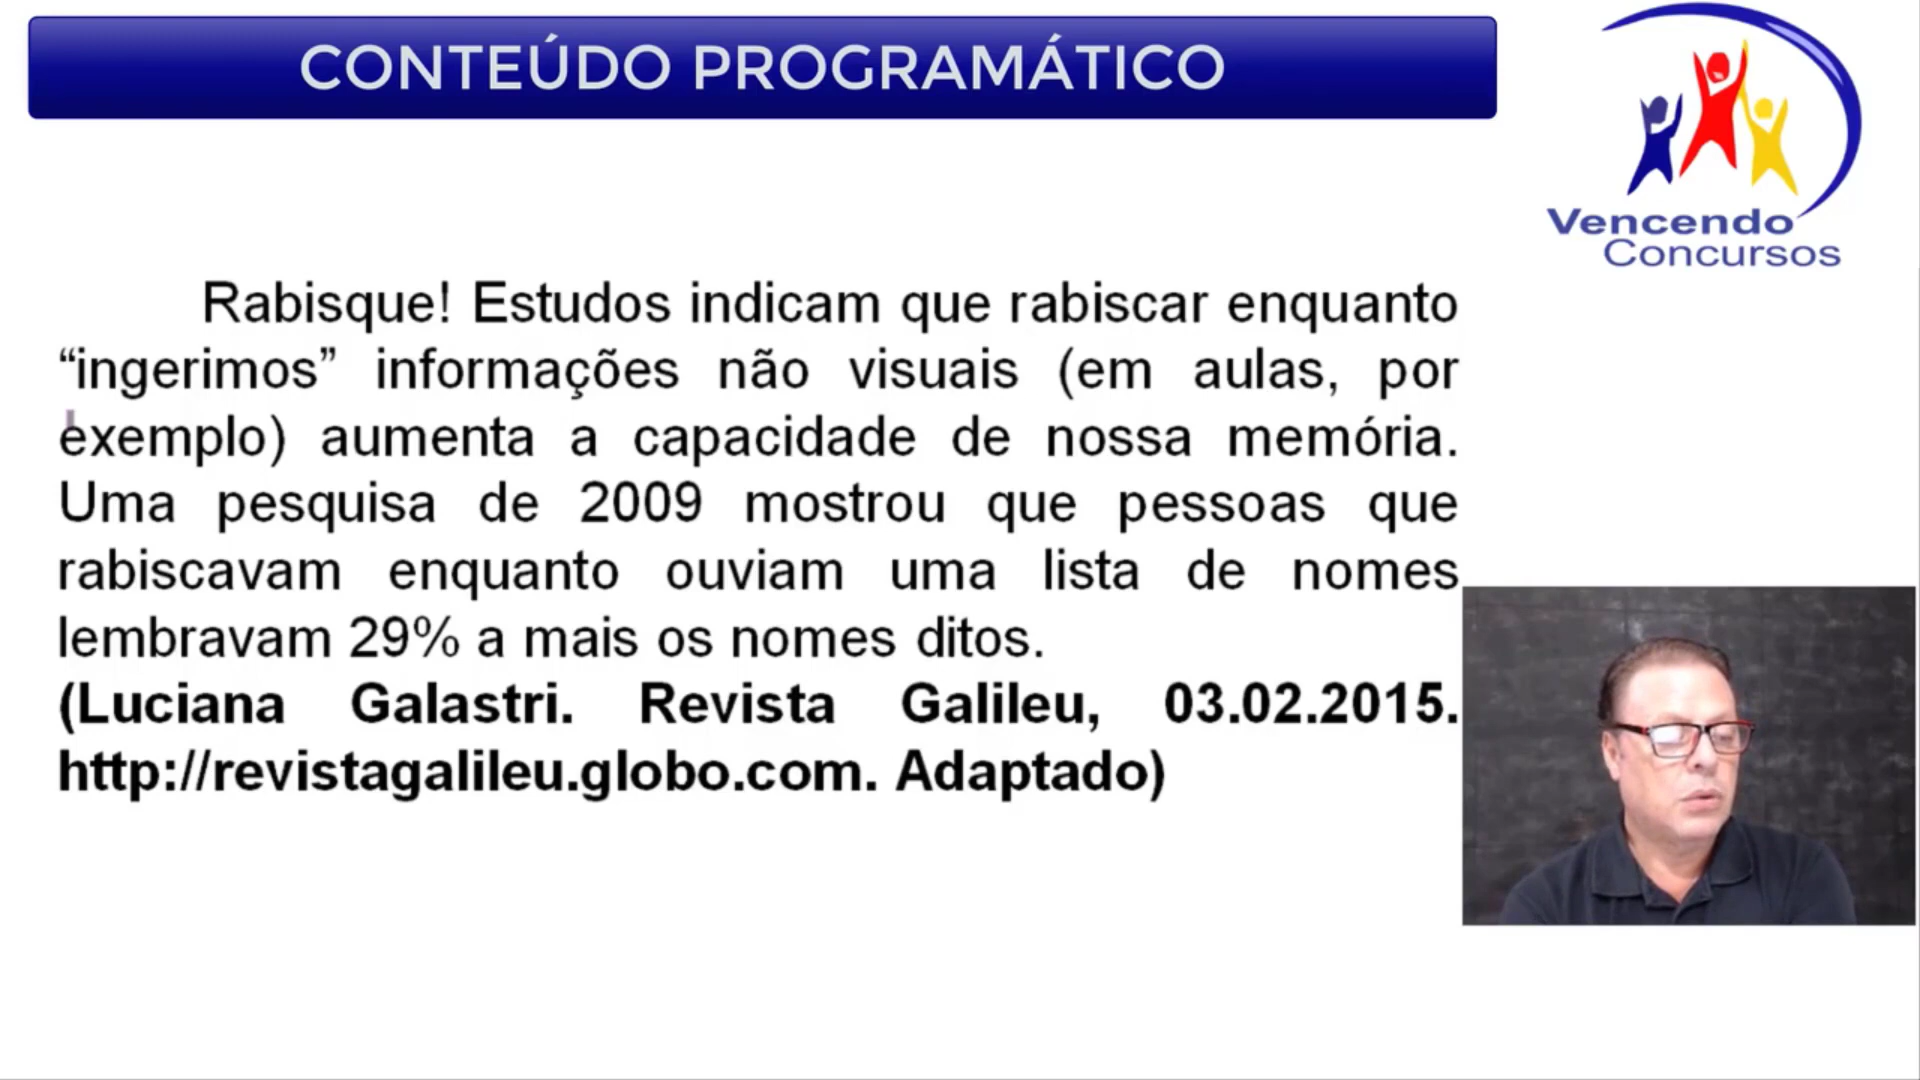 CONTEÚDO PROGRAMÁTICO
Vencendo
Concursos
Rabisque! Estudos indicam que rabiscar enquanto
“ingerimos” informações não visuais (em aulas, por
exemplo) aumenta a capacidade de nossa memória.
Uma pesquisa de 2009 mostrou que pessoas que
rabiscavam enquanto ouviam uma lista de nomes
lembravam 29% a mais os nomes ditos.
(Luciana Galastri. Revista Galileu, 03.02.2015.
http://revistagalileu.globo.com. Adaptado)